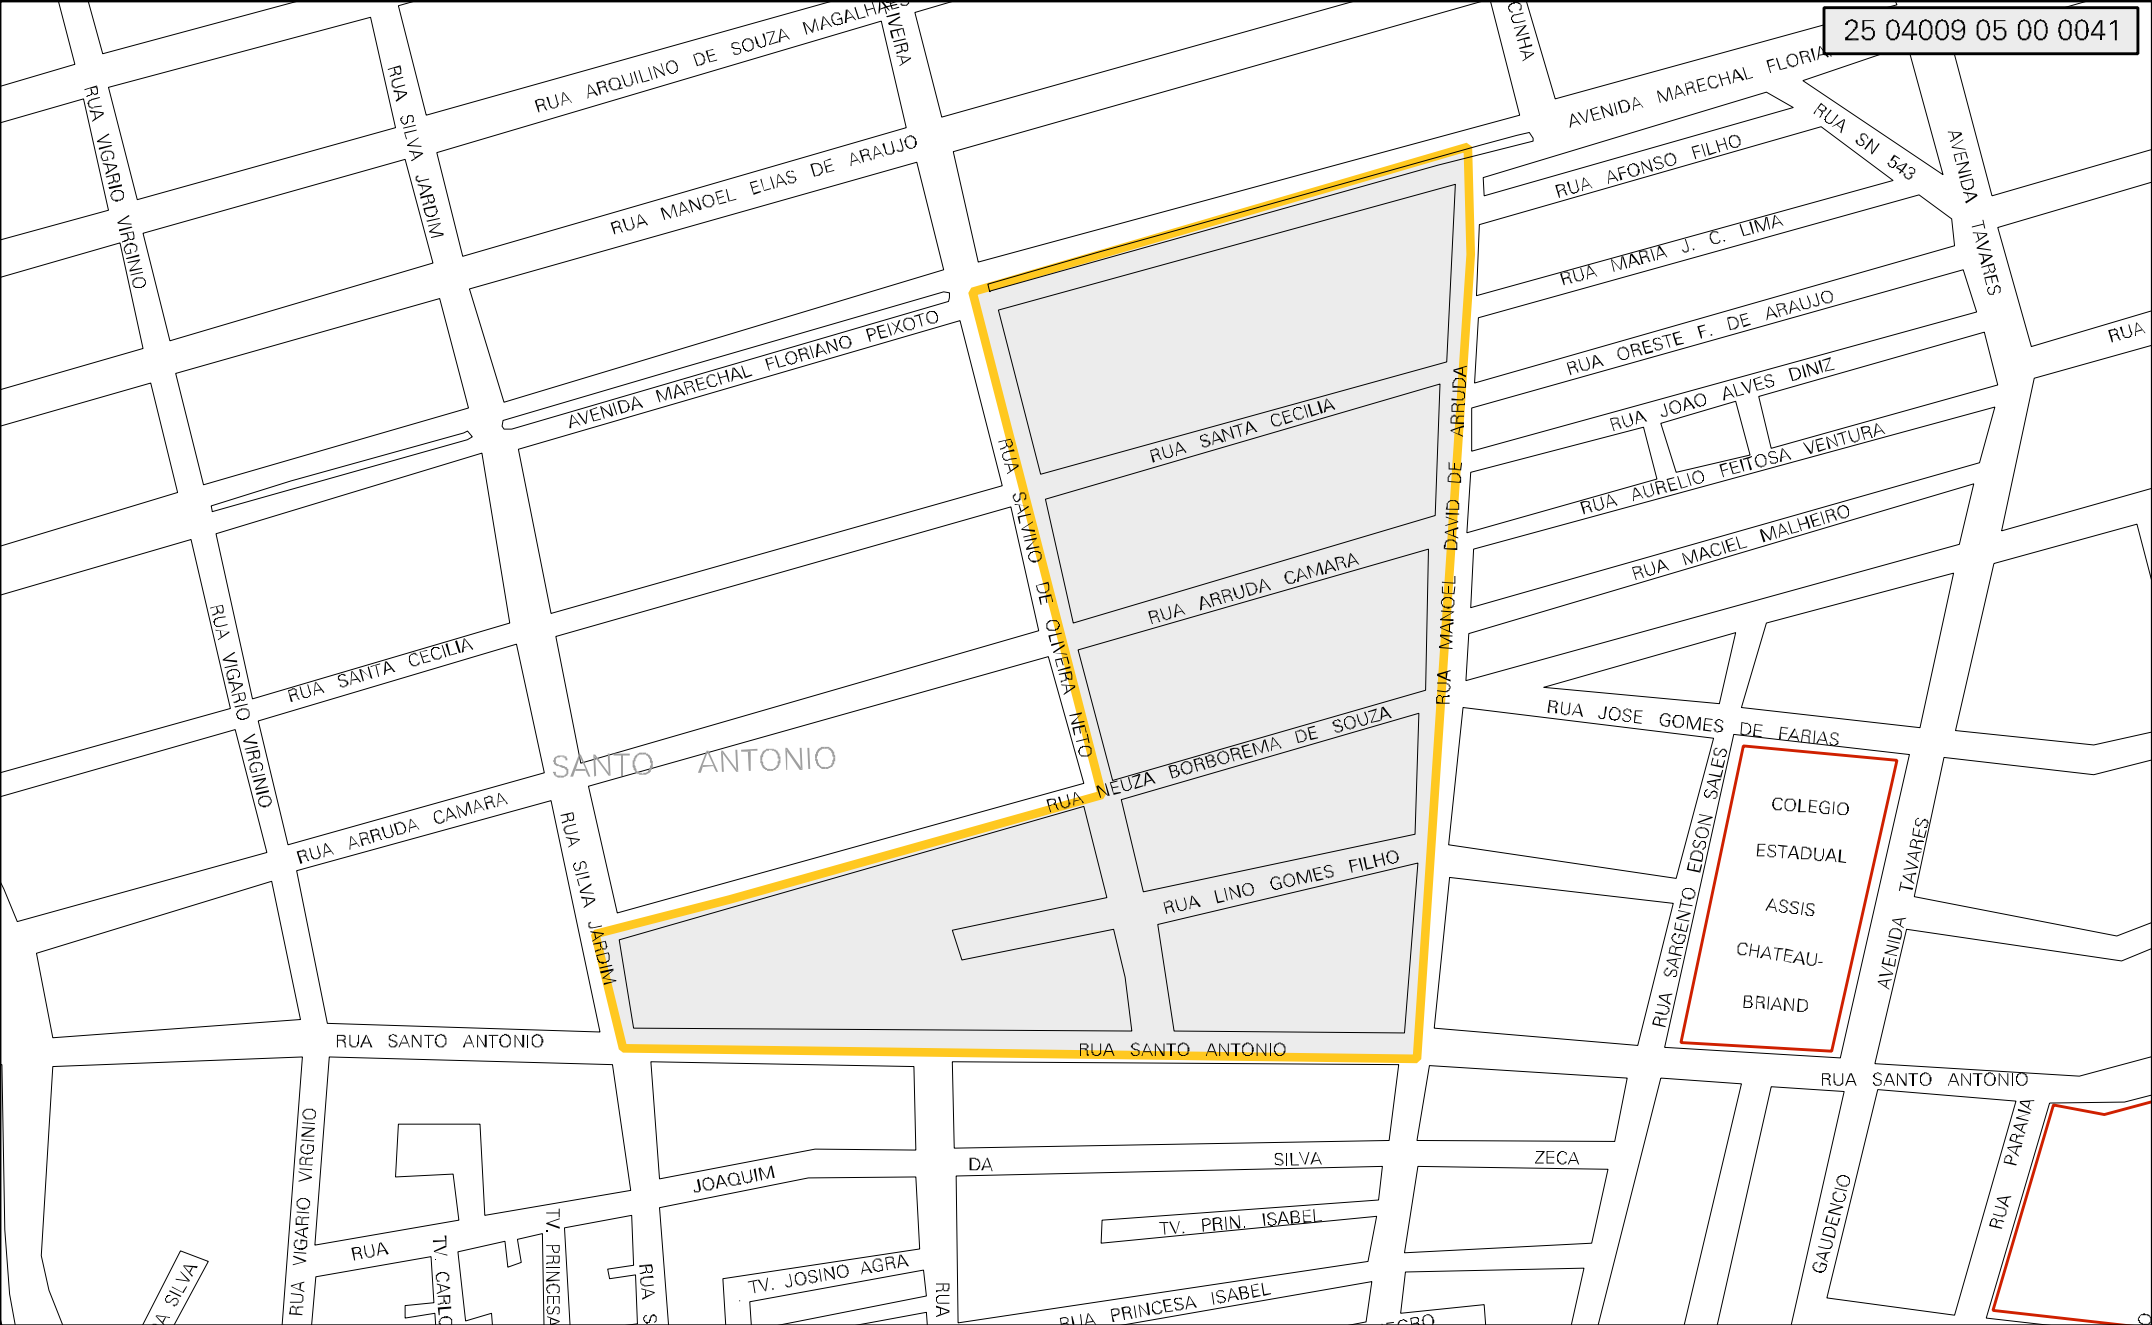 25 04009 05 00 0041
RUA ARQUILINO DE SOUZA MAGALHAES
CUNHA
AVENIDA MARECHAL
RUA VIGARIO VIRGINIO
RUA SILVA JARDIM
RUA MANOEL ELIAS DE ARAUJO
RUA AFONSO FILHO
RUA SN 543
AVENIDA TAVARES
RUA MARIA J. C. LIMA
RUA ORESTE F. DE ARAUJO
RUA
AVENIDA MARECHAL FLORIANO PEIXOTO
RUA JOAO ALVES DINIZ
RUA SANTA CECILIA
RUA AURELIO FEITOSA VENTURA
RUA SALVINO DE OLIVEIRA NETO
RUA MANOEL DAVID DE ARRUDA
RUA MACIEL MALHEIRO
RUA ARRUDA CAMARA
RUA VIGARIO VIRGINIO
RUA SANTA CECILIA
RUA JOSE GOMES DE FARIAS
RUA NEUZA BORBOREMA DE SOUZA
SANTO ANTONIO
RUA ARRUDA CAMARA
RUA SILVA JARDIM
RUA SARGENTO EDSON SALES
COLEGIO
ESTADUAL
ASSIS
CHATEAU-
BRIAND
AVENIDA TAVARES
RUA LINO GOMES FILHO
RUA SANTO ANTONIO
RUA SANTO ANTONIO
RUA SANTO ANTONIO
RUA VIGARIO VIRGINIO
JOAQUIM
DA
SILVA
ZECA
RUA PARANA
GAUDENCIO
TV. PRIN. ISABEL
RUA
TV. PRINCESA
TV. JOSINO AGRA
RUA
RUA PRINCESA ISABEL
SILVA